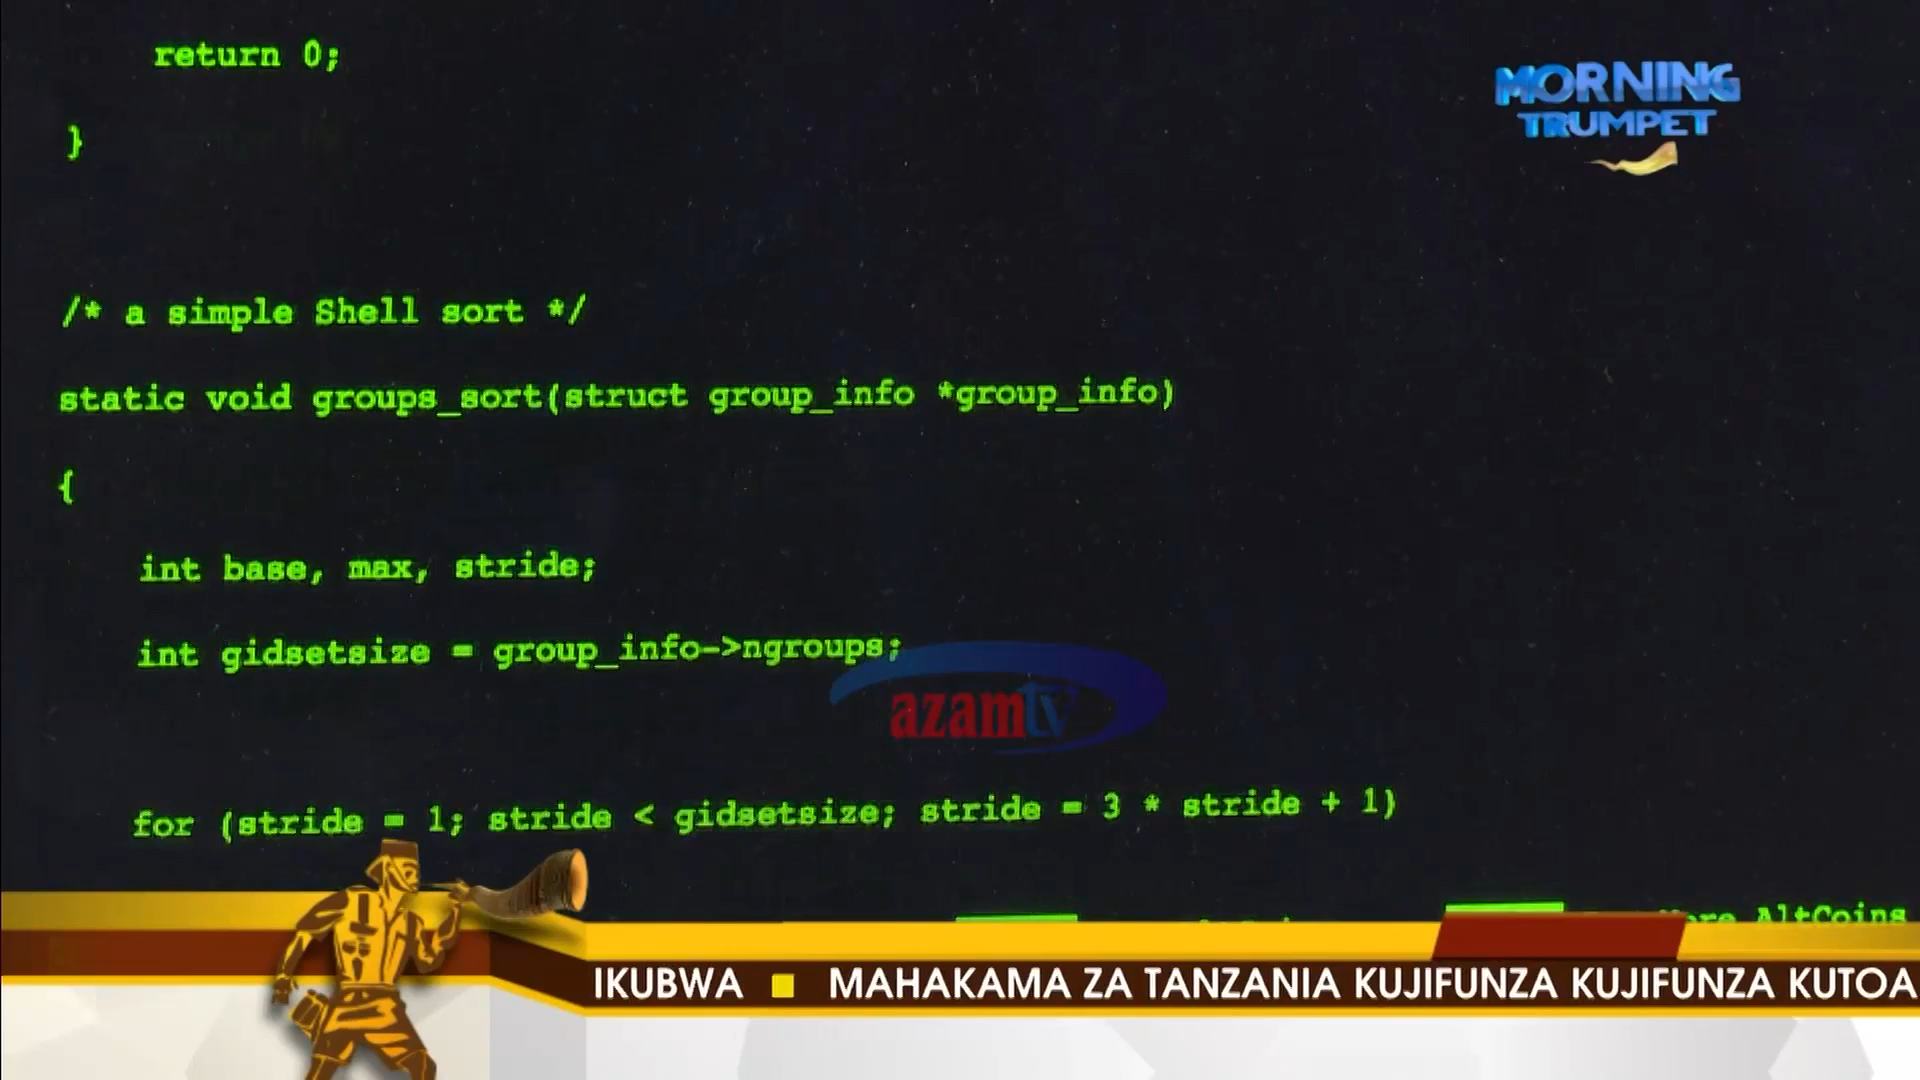 return 0;
}
MORNING
TRUMPET
/* a simple Shell sort */
static void groups_sort(struct group_info *group_info)
{
int base, max, stride;
int gidsetsize = group_info->ngroups;
azamtv
for (stride = 1; stride < gidsetsize; stride = 3 * stride + 1)
AltCoins
IKUBWA ■ MAHAKAMA ZA TANZANIA KUJIFUNZA KUJIFUNZA KUTOA